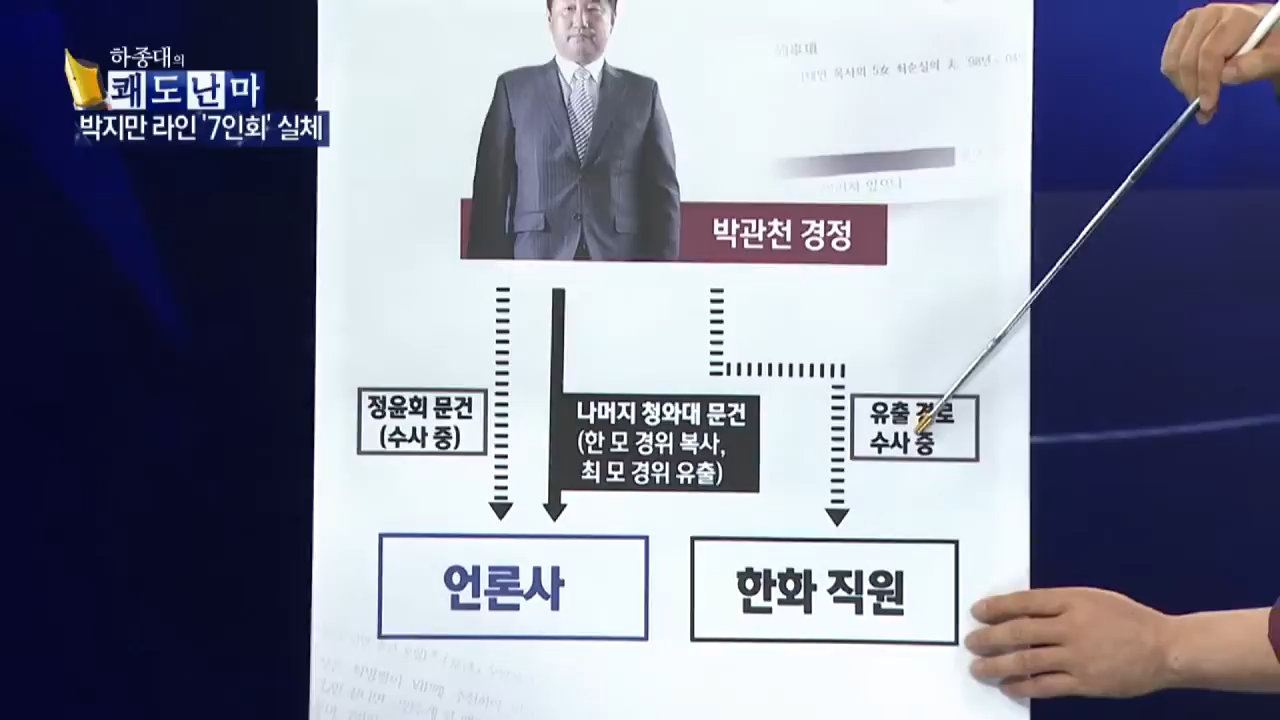 하종대의
쾌도난마
박지만 라인 '7인회' 실체
박관천 경정
정윤회 문건
(수사 중)
나머지 청와대 문건
(한 모 경위 복사,
최 모 경위 유출)
유출 경로
수사 중
언론사
한화 직원